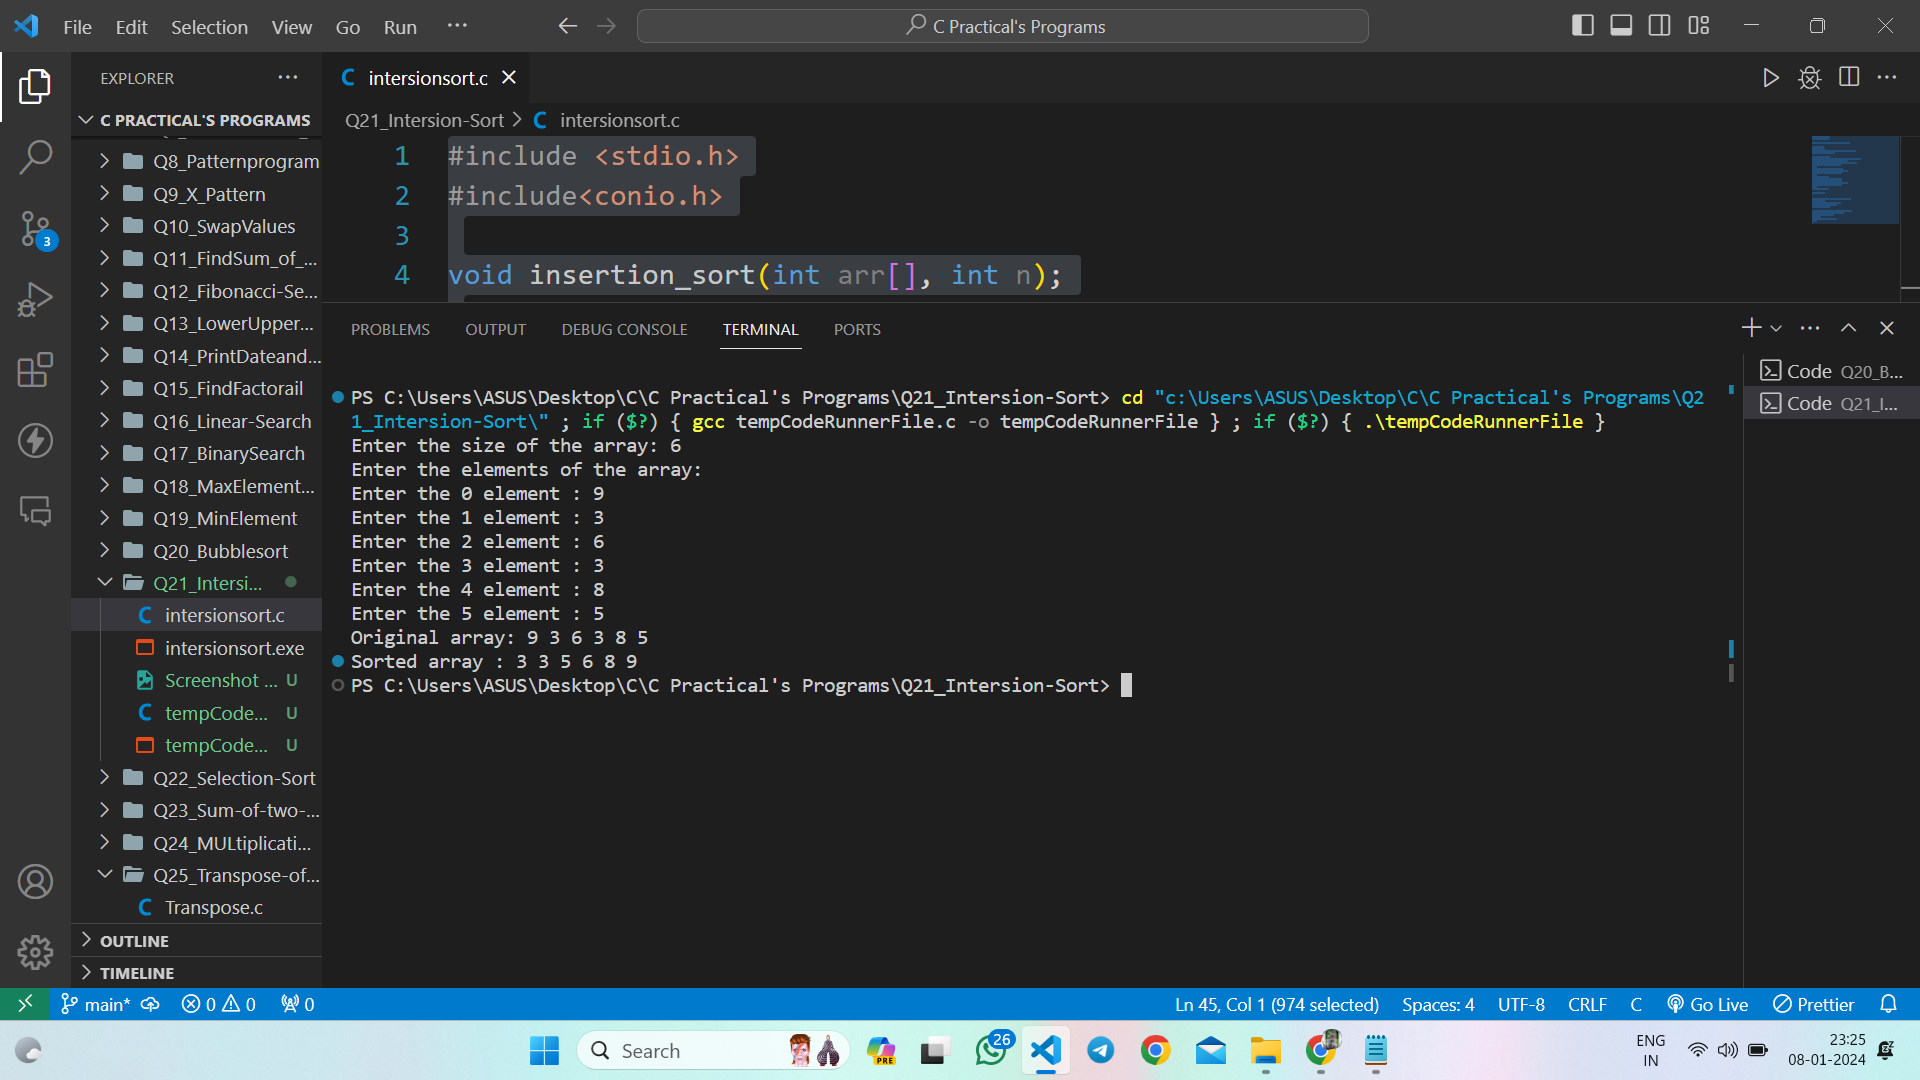 File Edit Selection View Go Run ···
C Practical's Programs
EXPLORER ···
C PRACTICAL'S PROGRAMS
Q8_Patternprogram
Q9_X_Pattern
Q10_SwapValues
Q11_FindSum_of_...
Q12_Fibonacci-Se...
Q13_LowerUpper...
Q14_PrintDateand...
Q15_FindFactorail
Q16_Linear-Search
Q17_BinarySearch
Q18_MaxElement...
Q19_MinElement
Q20_Bubblesort
Q21_Intersi...
intersionsort.c
intersionsort.exe
Screenshot ... U
tempCode... U
tempCode... U
Q22_Selection-Sort
Q23_Sum-of-two-...
Q24_MULtiplicati...
Q25_Transpose-of...
Transpose.c
OUTLINE
TIMELINE
3
C intersionsort.c
Q21_Intersion-Sort > C intersionsort.c
1 #include <stdio.h>
2 #include<conio.h>
3
4 void insertion_sort(int arr[], int n);
PROBLEMS OUTPUT DEBUG CONSOLE TERMINAL PORTS
PS C:\Users\ASUS\Desktop\C\C Practical's Programs\Q21_Intersion-Sort> cd "c:\Users\ASUS\Desktop\C\C Practical's Programs\Q2
1_Intersion-Sort\" ; if ($?) { gcc tempCodeRunnerFile.c -o tempCodeRunnerFile } ; if ($?) { .\tempCodeRunnerFile }
Enter the size of the array: 6
Enter the elements of the array:
Enter the 0 element : 9
Enter the 1 element : 3
Enter the 2 element : 6
Enter the 3 element : 3
Enter the 4 element : 8
Enter the 5 element : 5
Original array: 9 3 6 3 8 5
Sorted array : 3 3 5 6 8 9
PS C:\Users\ASUS\Desktop\C\C Practical's Programs\Q21_Intersion-Sort>
Code Q20_B...
Code Q21_I...
main* 0 0 0
Ln 45, Col 1 (974 selected) Spaces: 4 UTF-8 CRLF C Go Live Prettier
Search
PRE
26
ENG
IN
23:25
08-01-2024